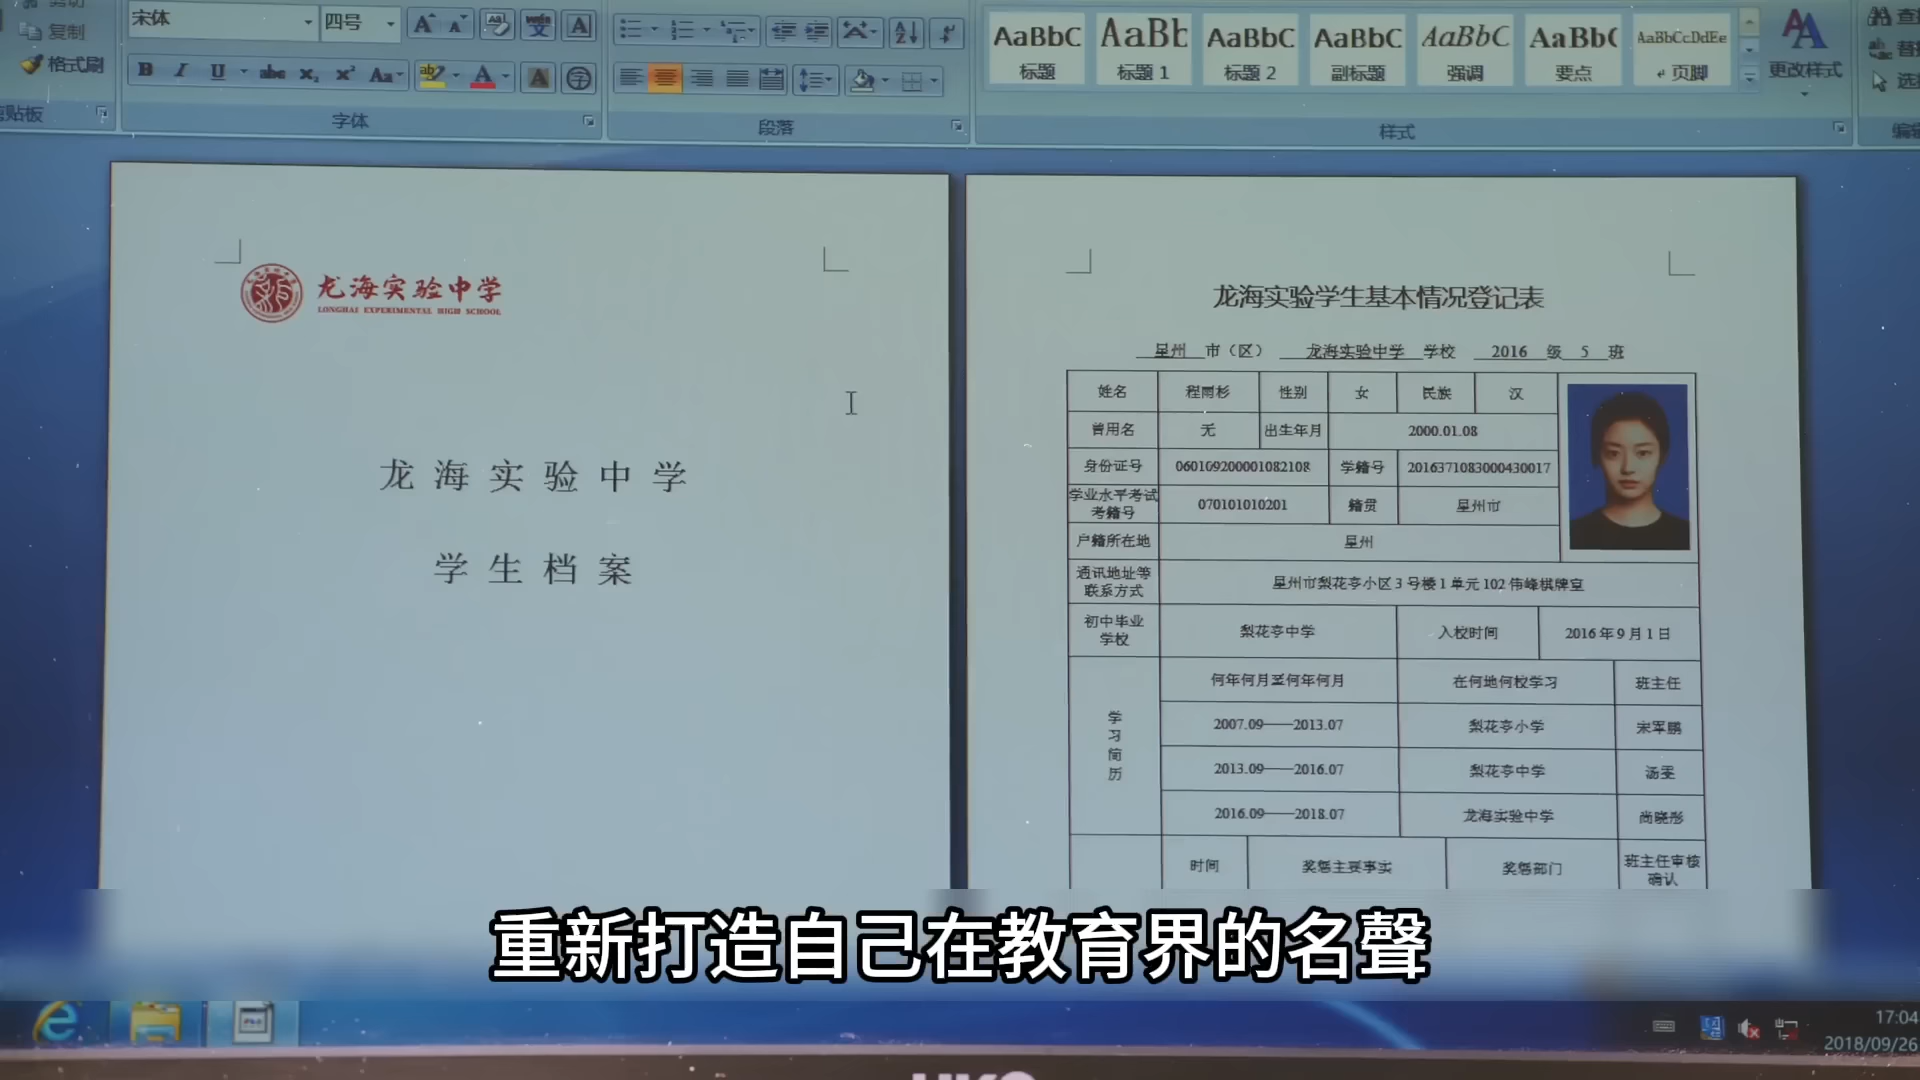 剪切
宋体 四号
复制
格式刷
剪贴板
字体
段落
AaBbC AaBb AaBbC AaBbC AaBbC AaBbC AaBbCcDdEe
标题 标题 1 标题 2 副标题 强调 要点 页脚
更改样式
样式
龙海实验中学
LONGHAI EXPERIMENTAL HIGH SCHOOL
龙海实验中学
学生档案
龙海实验学生基本情况登记表
星州 市（区） 龙海实验中学 学校 2016 级 5 班
姓名 程雨杉 性别 女 民族 汉
曾用名 无 出生年月 2000.01.08
身份证号 060109200001082108 学籍号 2016371083000430017
学业水平考试考籍号 070101010201 籍贯 星州市
户籍所在地 星州
通讯地址等联系方式 星州市梨花亭小区3号楼1单元102伟峰棋牌室
初中毕业学校 梨花亭中学 入校时间 2016年9月1日
学习简历 何年何月至何年何月 在何地何校学习 班主任
2007.09——2013.07 梨花亭小学 宋军鹏
2013.09——2016.07 梨花亭中学 汤雯
2016.09——2018.07 龙海实验中学 尚晓彤
时间 奖惩主要事实 奖惩部门 班主任审核确认
重新打造自己在教育界的名聲
17:04
2018/09/26